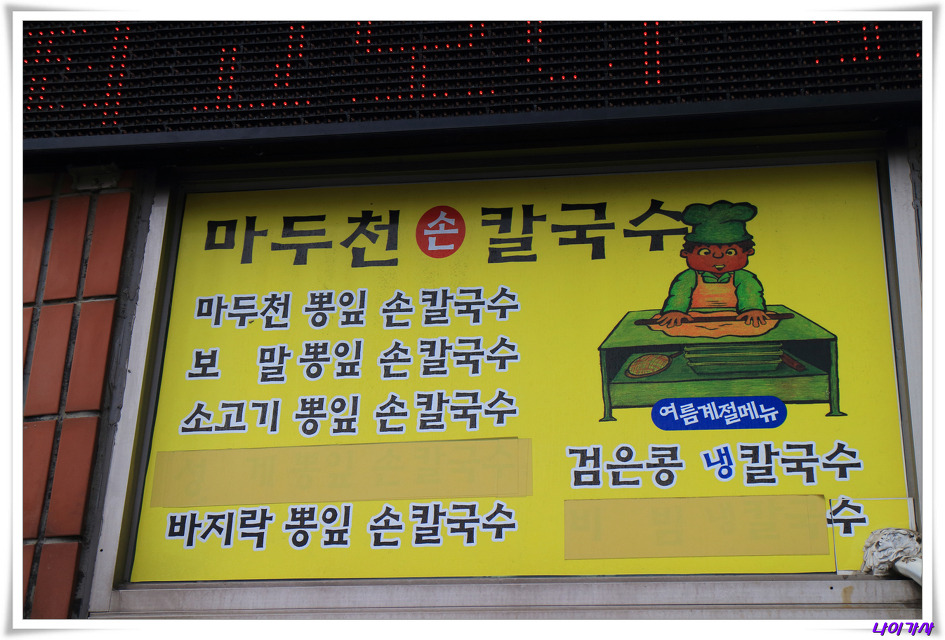 마두천 손 칼국수
마두천 뽕잎 손칼국수
보 말 뽕잎 손칼국수
소고기 뽕잎 손칼국수
바지락 뽕잎 손칼국수
여름계절메뉴
검은콩 냉칼국수
수
나이가사